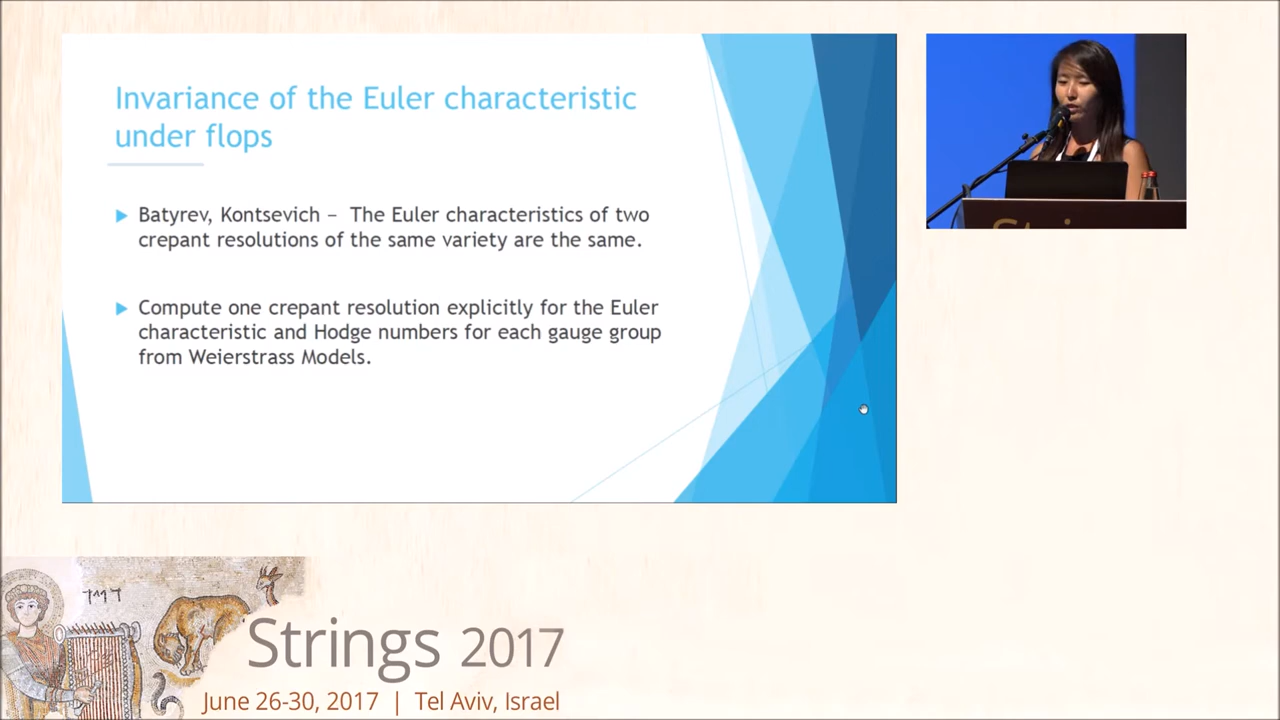 Invariance of the Euler characteristic
under flops
Batyrev, Kontsevich – The Euler characteristics of two
crepant resolutions of the same variety are the same.
Compute one crepant resolution explicitly for the Euler
characteristic and Hodge numbers for each gauge group
from Weierstrass Models.
דויד
Strings 2017
June 26-30, 2017 | Tel Aviv, Israel